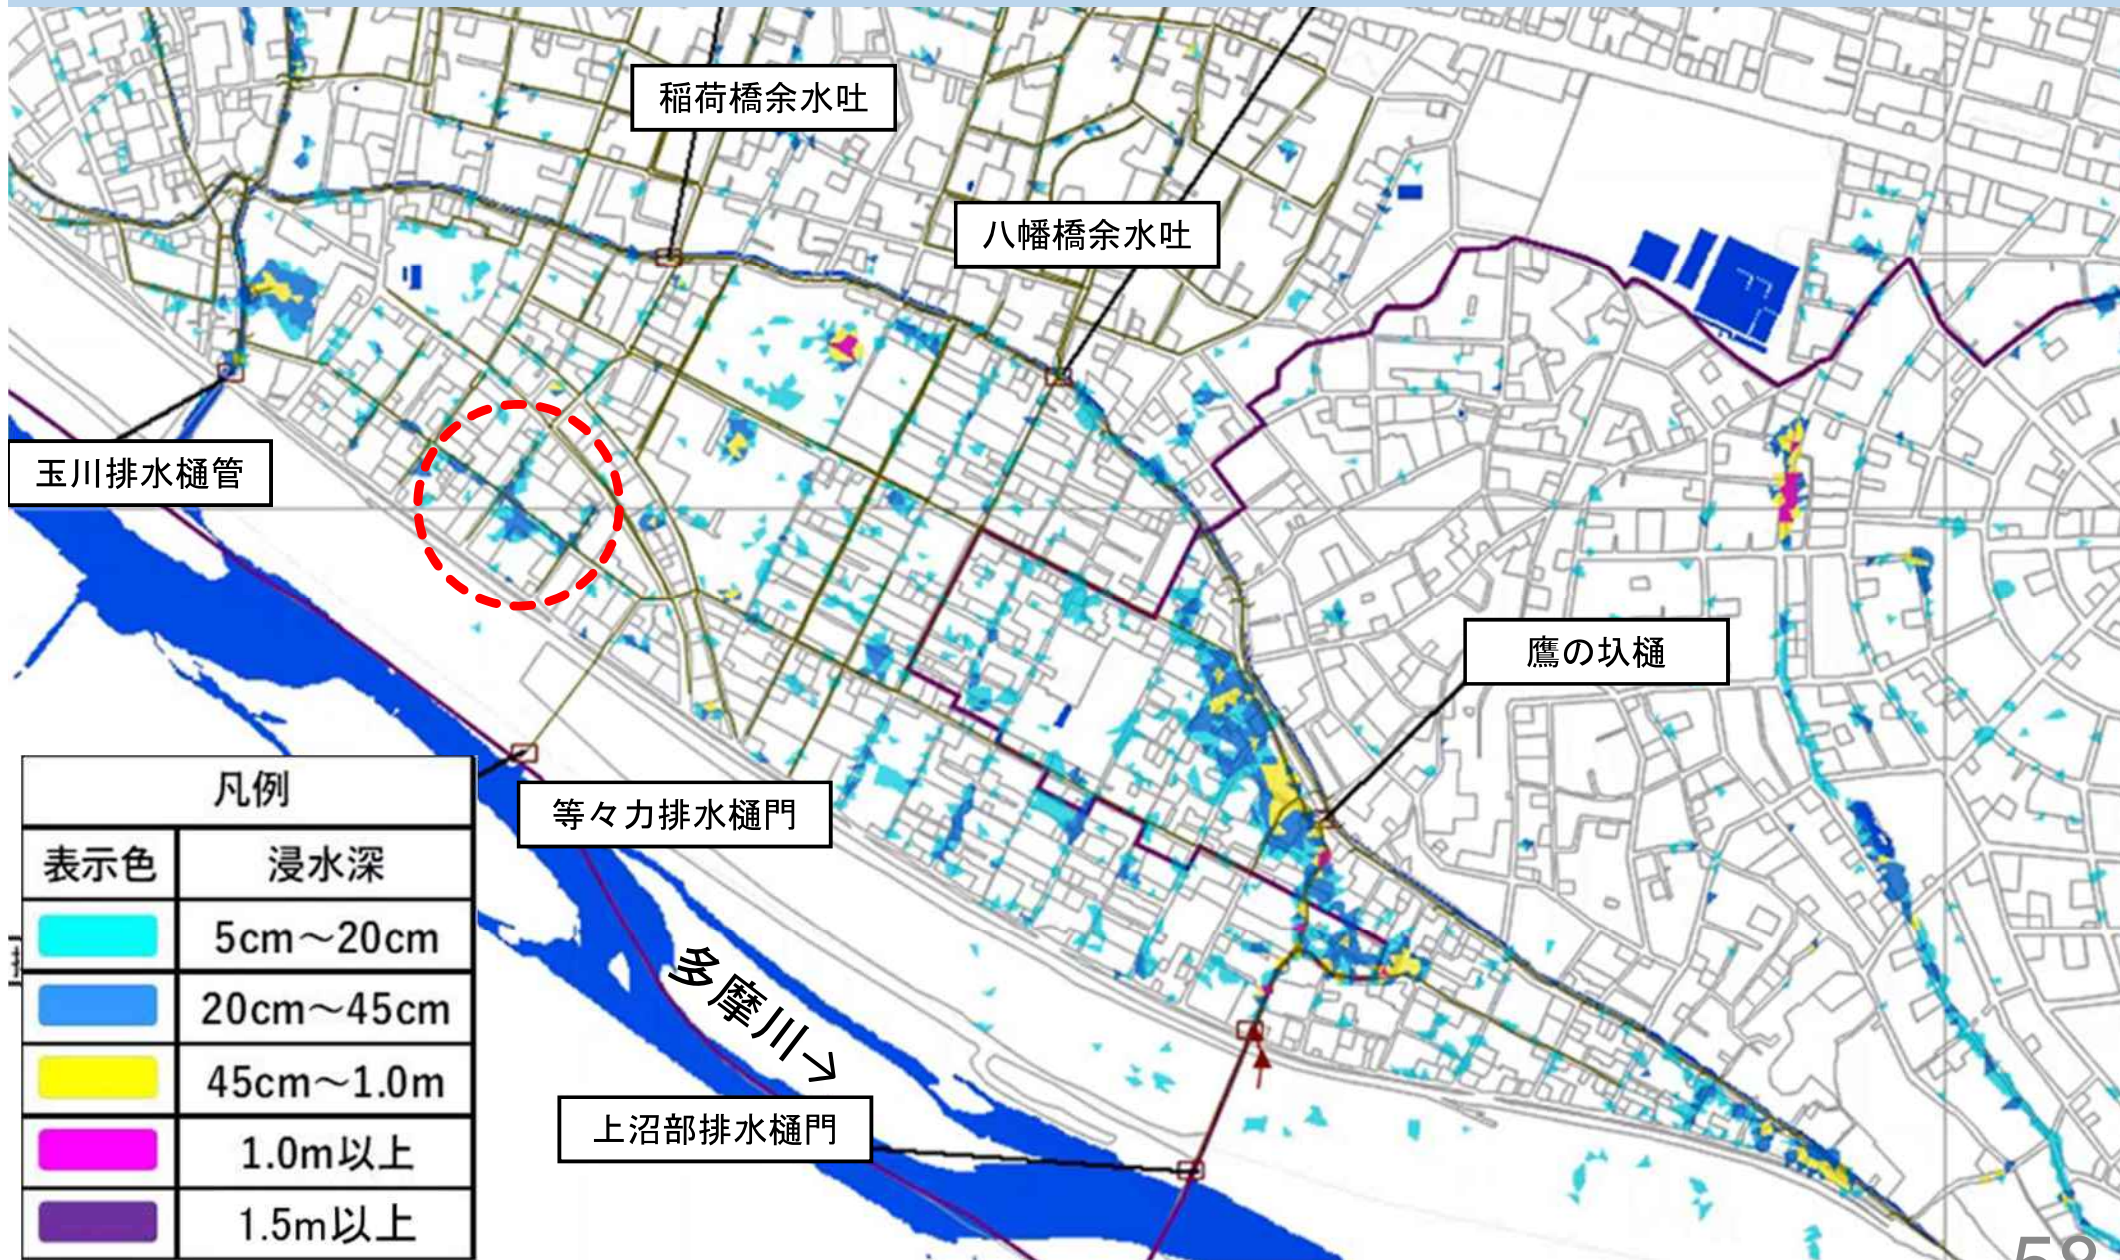 稲荷橋余水吐
八幡橋余水吐
玉川排水樋管
鷹の圦樋
等々力排水樋門
多摩川→
上沼部排水樋門
凡例
表示色 浸水深
5cm～20cm
20cm～45cm
45cm～1.0m
1.0m以上
1.5m以上
58